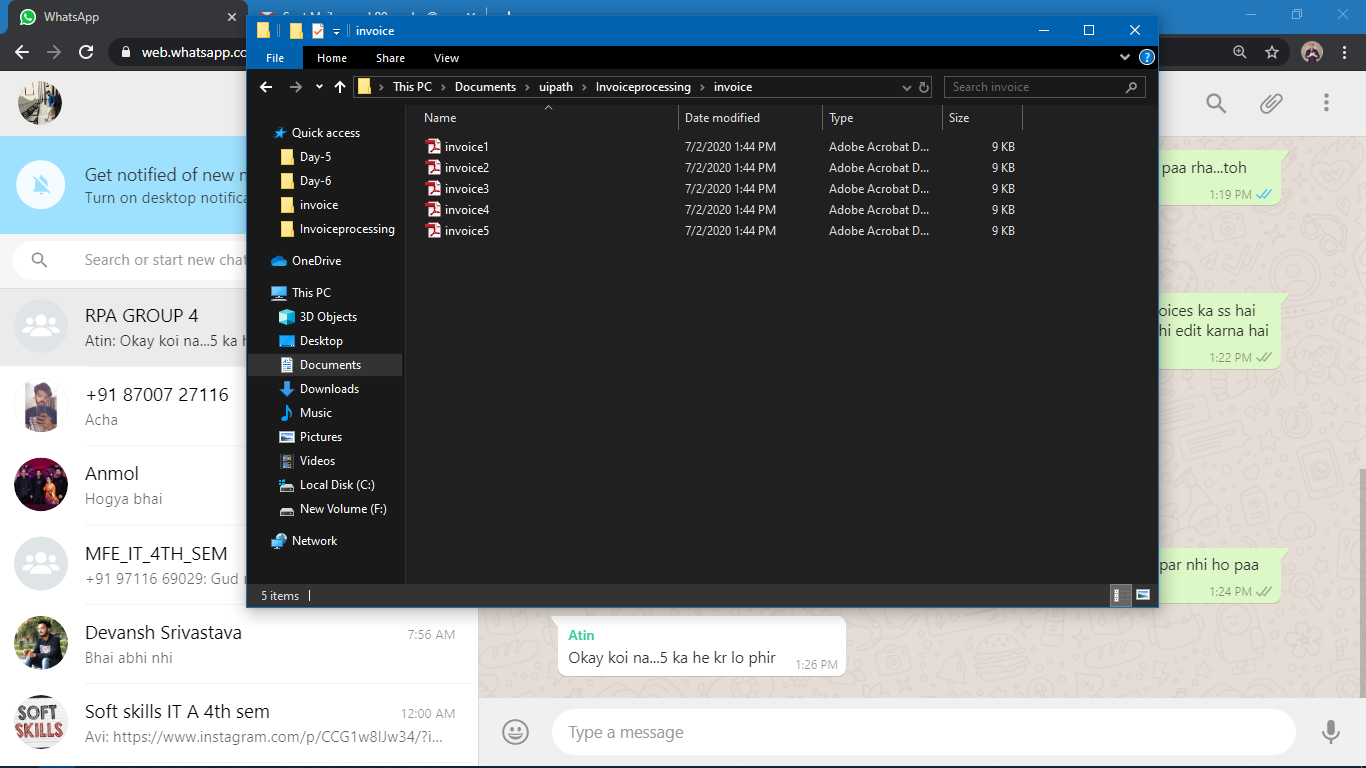 WhatsApp
web.whatsapp.co
Get notified of new
Turn on desktop notifica
Search or start new chat
RPA GROUP 4
Atin: Okay koi na...5 ka
+91 87007 27116
Acha
Anmol
Hogya bhai
MFE_IT_4TH_SEM
+91 97116 69029: Gud
Devansh Srivastava
7:56 AM
Bhai abhi nhi
SOFT
SKILLS
Soft skills IT A 4th sem
12:00 AM
Avi: https://www.instagram.com/p/CCG1w8IJw34/?i...
invoice
File Home Share View
This PC › Documents › uipath › Invoiceprocessing › invoice
Search invoice
Quick access
Day-5
Day-6
invoice
Invoiceprocessing
OneDrive
This PC
3D Objects
Desktop
Documents
Downloads
Music
Pictures
Videos
Local Disk (C:)
New Volume (F:)
Network
Name Date modified Type Size
invoice1 7/2/2020 1:44 PM Adobe Acrobat D... 9 KB
invoice2 7/2/2020 1:44 PM Adobe Acrobat D... 9 KB
invoice3 7/2/2020 1:44 PM Adobe Acrobat D... 9 KB
invoice4 7/2/2020 1:44 PM Adobe Acrobat D... 9 KB
invoice5 7/2/2020 1:44 PM Adobe Acrobat D... 9 KB
5 items
paa rha...toh
1:19 PM
oices ka ss hai
hi edit karna hai
1:22 PM
par nhi ho paa
1:24 PM
Atin
Okay koi na...5 ka he kr lo phir
1:26 PM
Type a message